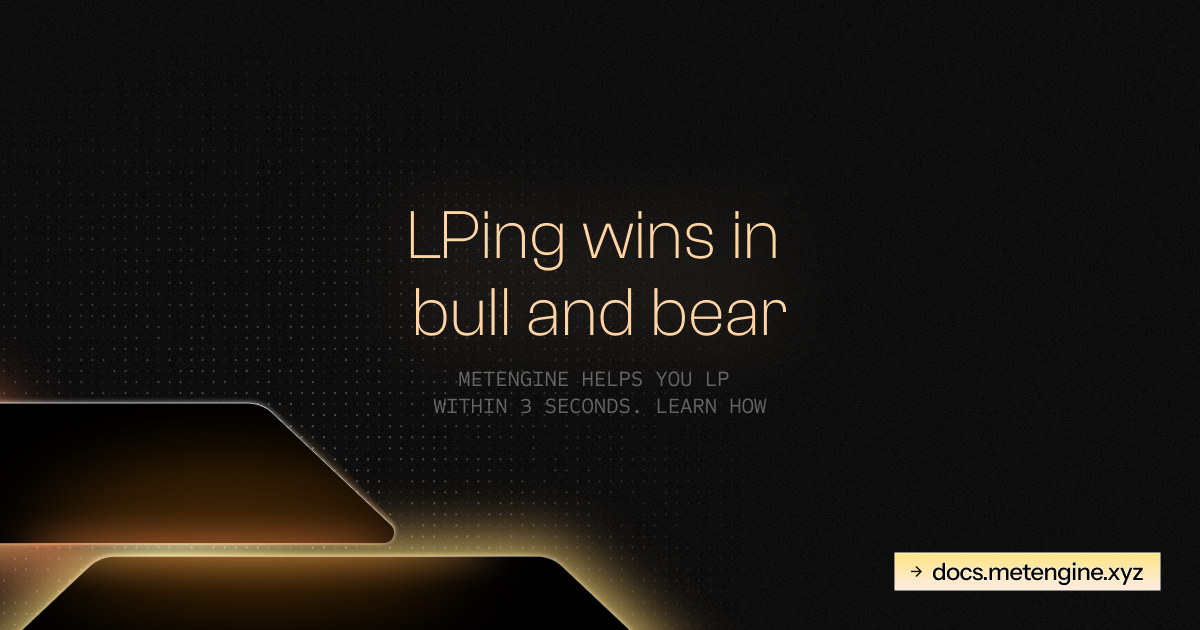 LPing wins in
bull and bear
METENGINE HELPS YOU LP
WITHIN 3 SECONDS. LEARN HOW
→ docs.metengine.xyz